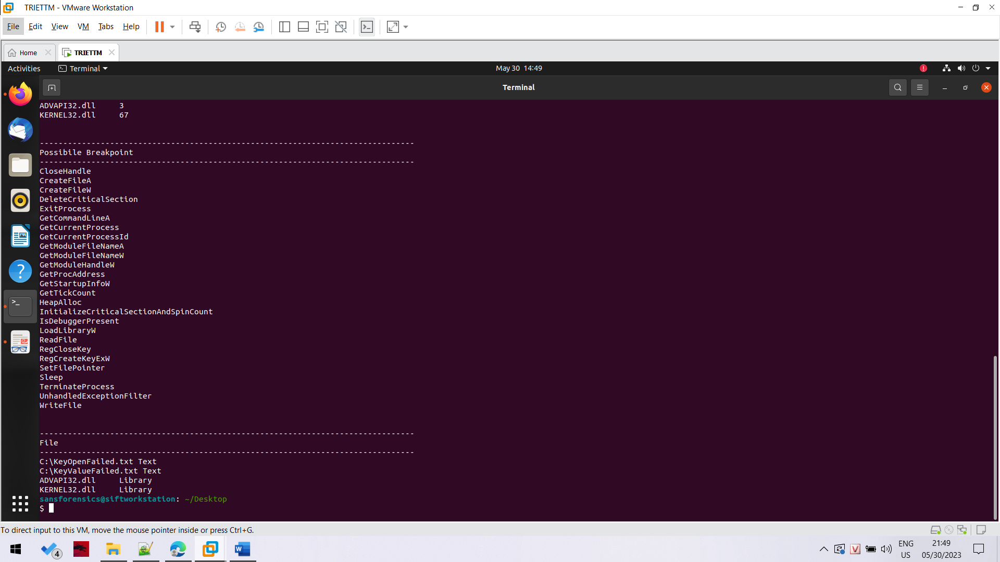 TRIETTM - VMware Workstation
File Edit View VM Tabs Help
Home TRIETTM
Activities Terminal May 30 14:49
Terminal
ADVAPI32.dll 3
KERNEL32.dll 67
--------------------------------------------------------------------------------
Possibile Breakpoint
--------------------------------------------------------------------------------
CloseHandle
CreateFileA
CreateFileW
DeleteCriticalSection
ExitProcess
GetCommandLineA
GetCurrentProcess
GetCurrentProcessId
GetModuleFileNameA
GetModuleFileNameW
GetModuleHandleW
GetProcAddress
GetStartupInfoW
GetTickCount
HeapAlloc
InitializeCriticalSectionAndSpinCount
IsDebuggerPresent
LoadLibraryW
ReadFile
RegCloseKey
RegCreateKeyExW
SetFilePointer
Sleep
TerminateProcess
UnhandledExceptionFilter
WriteFile
--------------------------------------------------------------------------------
File
--------------------------------------------------------------------------------
C:\KeyOpenFailed.txt Text
C:\KeyValueFailed.txt Text
ADVAPI32.dll Library
KERNEL32.dll Library
sansforensics@siftworkstation: ~/Desktop
$
To direct input to this VM, move the mouse pointer inside or press Ctrl+G.
4
ENG
US
21:49
05/30/2023